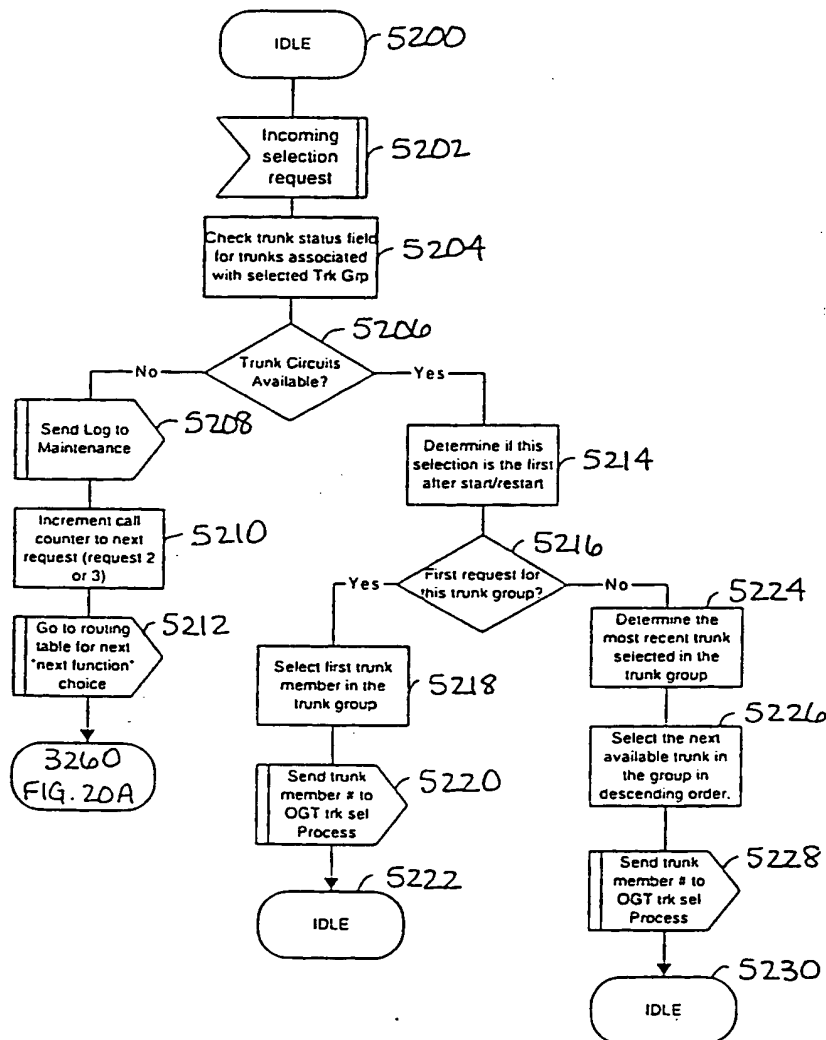 IDLE
5200
Incoming
selection
request
5202
Check trunk status field
for trunks associated
with selected Trk Grp
5204
Trunk Circuits
Available?
5206
No
Yes
Send Log to
Maintenance
5208
Increment call
counter to next
request (request 2
or 3)
5210
Go to routing
table for next
"next function"
choice
5212
3260
FIG. 20A
Determine if this
selection is the first
after start/restart
5214
First request for
this trunk group?
5216
Yes
No
Select first trunk
member in the
trunk group
5218
Send trunk
member # to
OGT trk sel
Process
5220
IDLE
5222
Determine the
most recent trunk
selected in the
trunk group
5224
Select the next
available trunk in
the group in
descending order.
5226
Send trunk
member # to
OGT trk sel
Process
5228
IDLE
5230